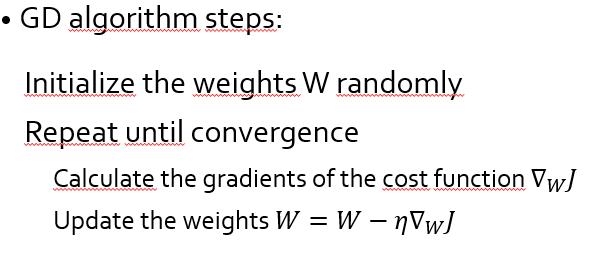 • GD algorithm steps:
Initialize the weights W randomly
Repeat until convergence
Calculate the gradients of the cost function ∇_W J
Update the weights W = W − η∇_W J